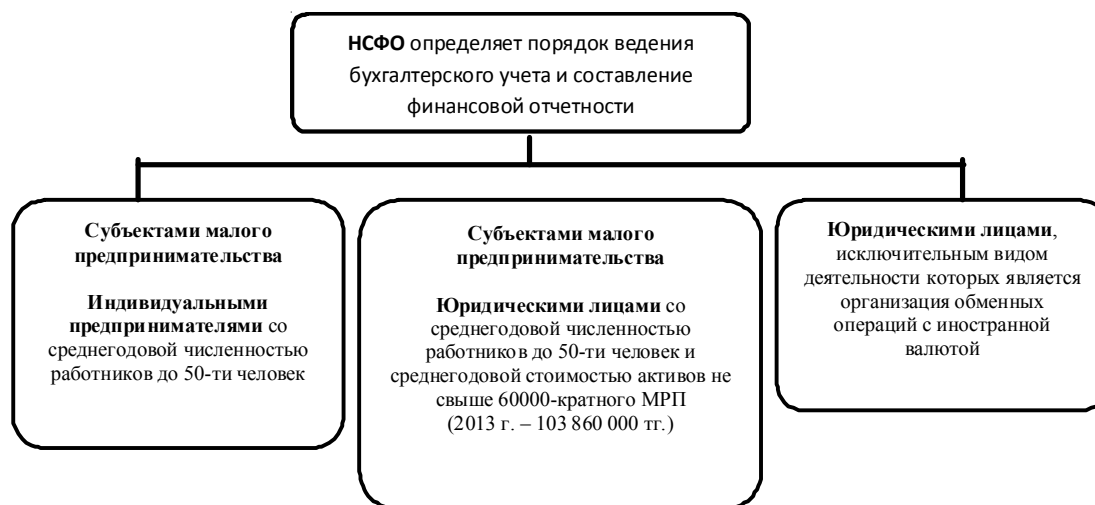 НСФО определяет порядок ведения
бухгалтерского учета и составление
финансовой отчетности
Субъектами малого
предпринимательства
Индивидуальными
предпринимателями со
среднегодовой численностью
работников до 50-ти человек
Субъектами малого
предпринимательства
Юридическими лицами со
среднегодовой численностью
работников до 50-ти человек и
среднегодовой стоимостью активов не
свыше 60000-кратного МРП
(2013 г. – 103 860 000 тг.)
Юридическими лицами,
исключительным видом
деятельности которых является
организация обменных
операций с иностранной
валютой